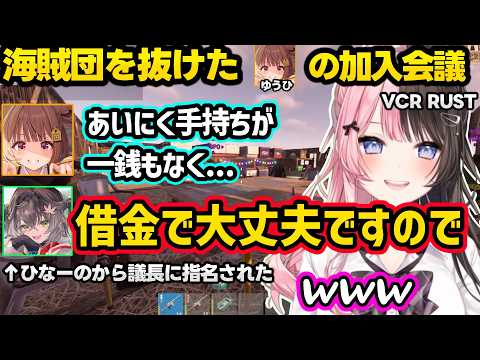 海賊団を抜けた ゆうひ の加入会議
VCR RUST
あいにく手持ちが
一銭もなく…
借金で大丈夫ですので
↑ひなーのから議長に指名された
www